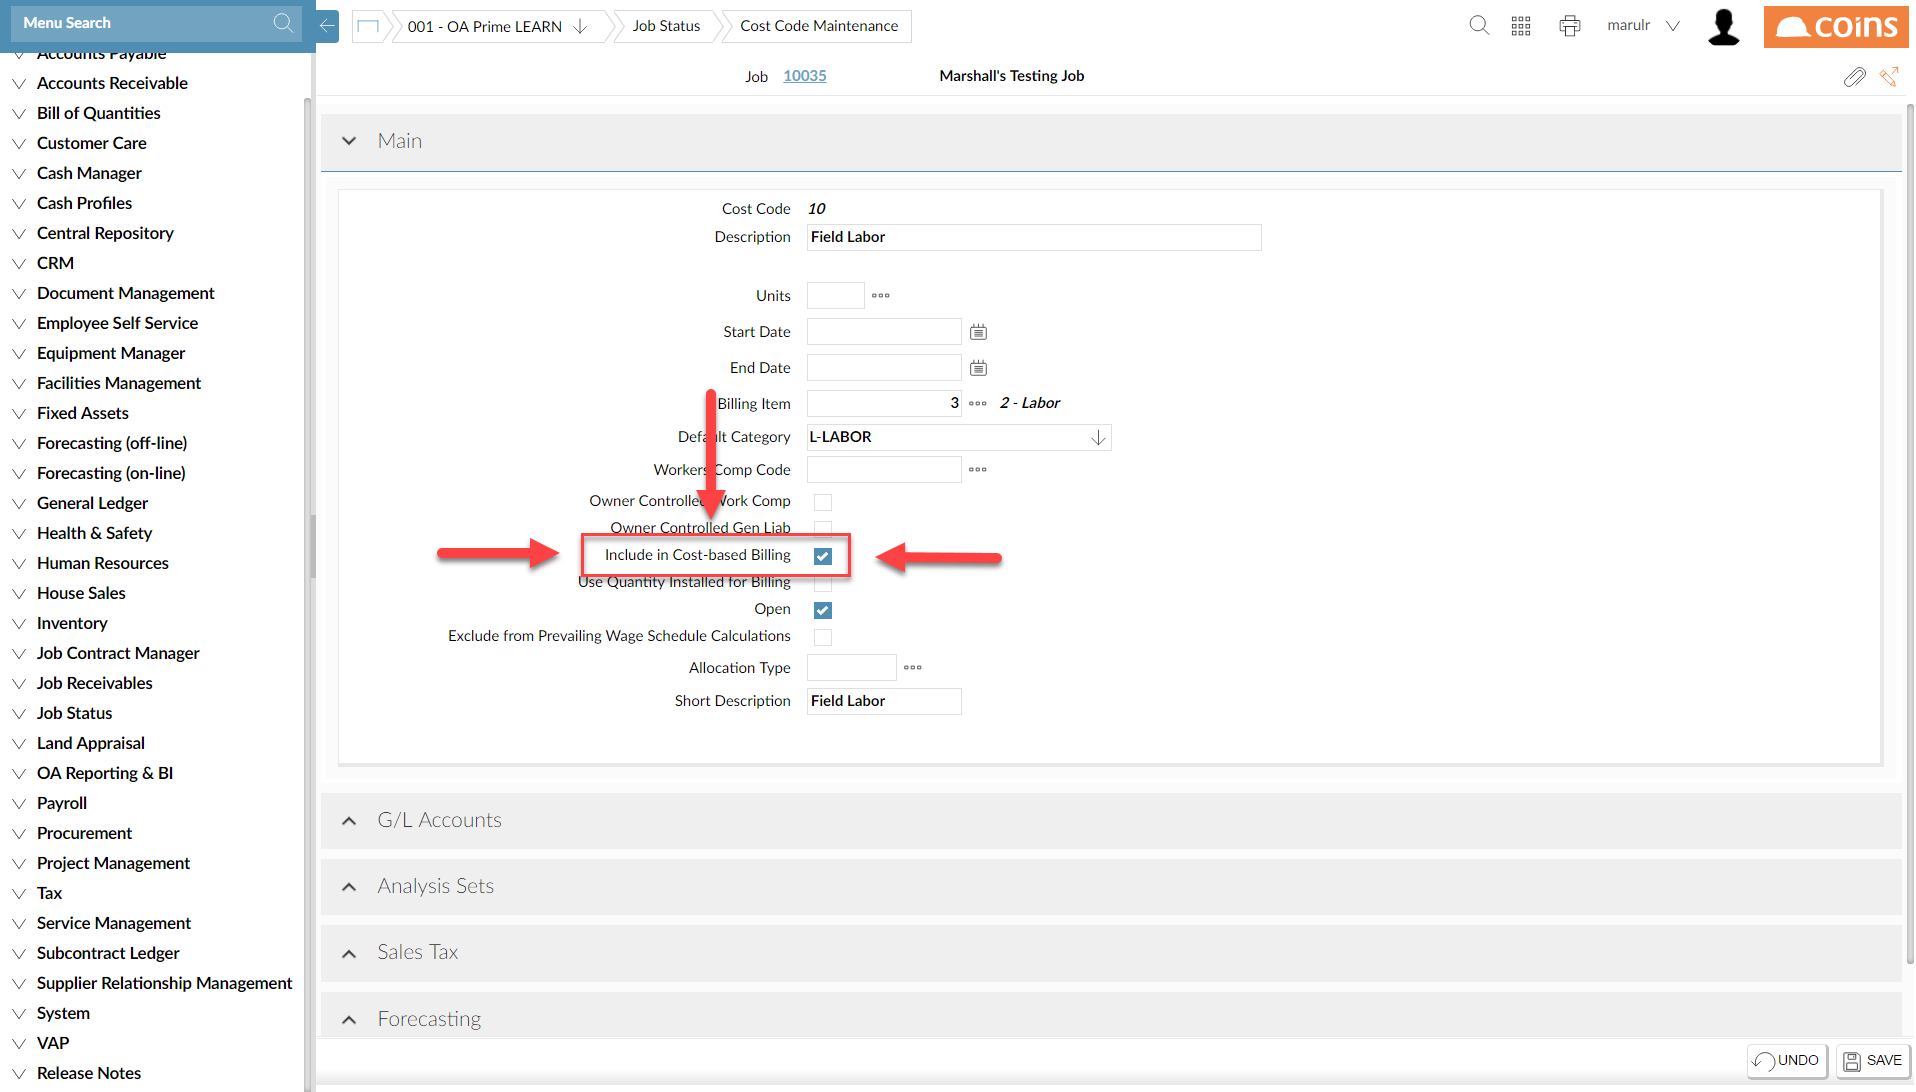 Menu Search
Accounts Payable
Accounts Receivable
Bill of Quantities
Customer Care
Cash Manager
Cash Profiles
Central Repository
CRM
Document Management
Employee Self Service
Equipment Manager
Facilities Management
Fixed Assets
Forecasting (off-line)
Forecasting (on-line)
General Ledger
Health & Safety
Human Resources
House Sales
Inventory
Job Contract Manager
Job Receivables
Job Status
Land Appraisal
OA Reporting & BI
Payroll
Procurement
Project Management
Tax
Service Management
Subcontract Ledger
Supplier Relationship Management
System
VAP
Release Notes
001 - OA Prime LEARN Job Status Cost Code Maintenance
marulr
coins
Job 10035 Marshall's Testing Job
Main
Cost Code 10
Description Field Labor
Units
Start Date
End Date
Billing Item 3 2 - Labor
Default Category L-LABOR
Workers Comp Code
Owner Controlled Work Comp
Owner Controlled Gen Liab
Include in Cost-based Billing
Use Quantity Installed for Billing
Open
Exclude from Prevailing Wage Schedule Calculations
Allocation Type
Short Description Field Labor
G/L Accounts
Analysis Sets
Sales Tax
Forecasting
UNDO SAVE